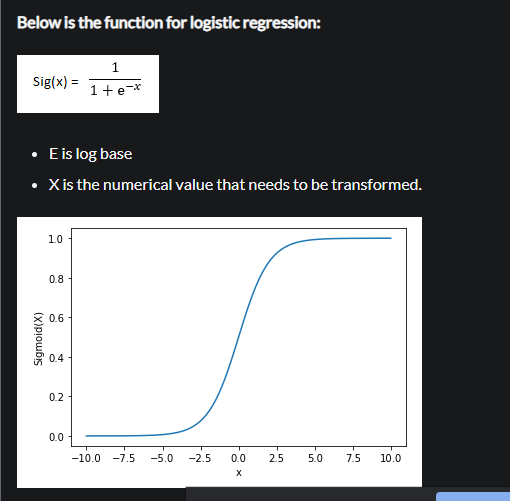 Below is the function for logistic regression:
Sig(x) = 1 / 1 + e^-x
• E is log base
• X is the numerical value that needs to be transformed.
1.0
0.8
0.6
0.4
0.2
0.0
Sigmoid(X)
−10.0 −7.5 −5.0 −2.5 0.0 2.5 5.0 7.5 10.0
x